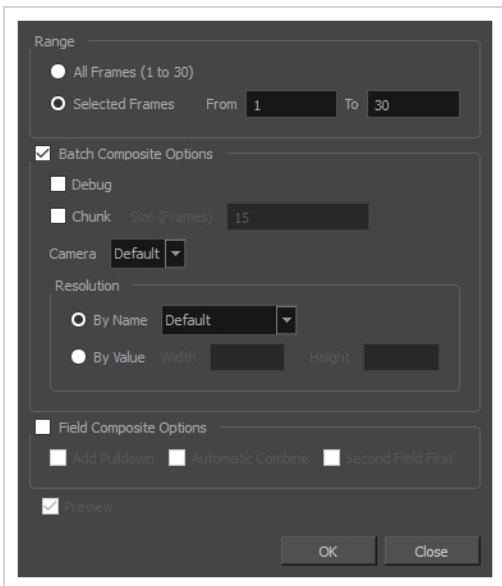 Range
All Frames (1 to 30)
Selected Frames From 1 To 30
Batch Composite Options
Debug
Chunk Size (Frames) 15
Camera Default
Resolution
By Name Default
By Value Width Height
Field Composite Options
Add Pulldown Automatic Combine Second Field First
Preview
OK Close